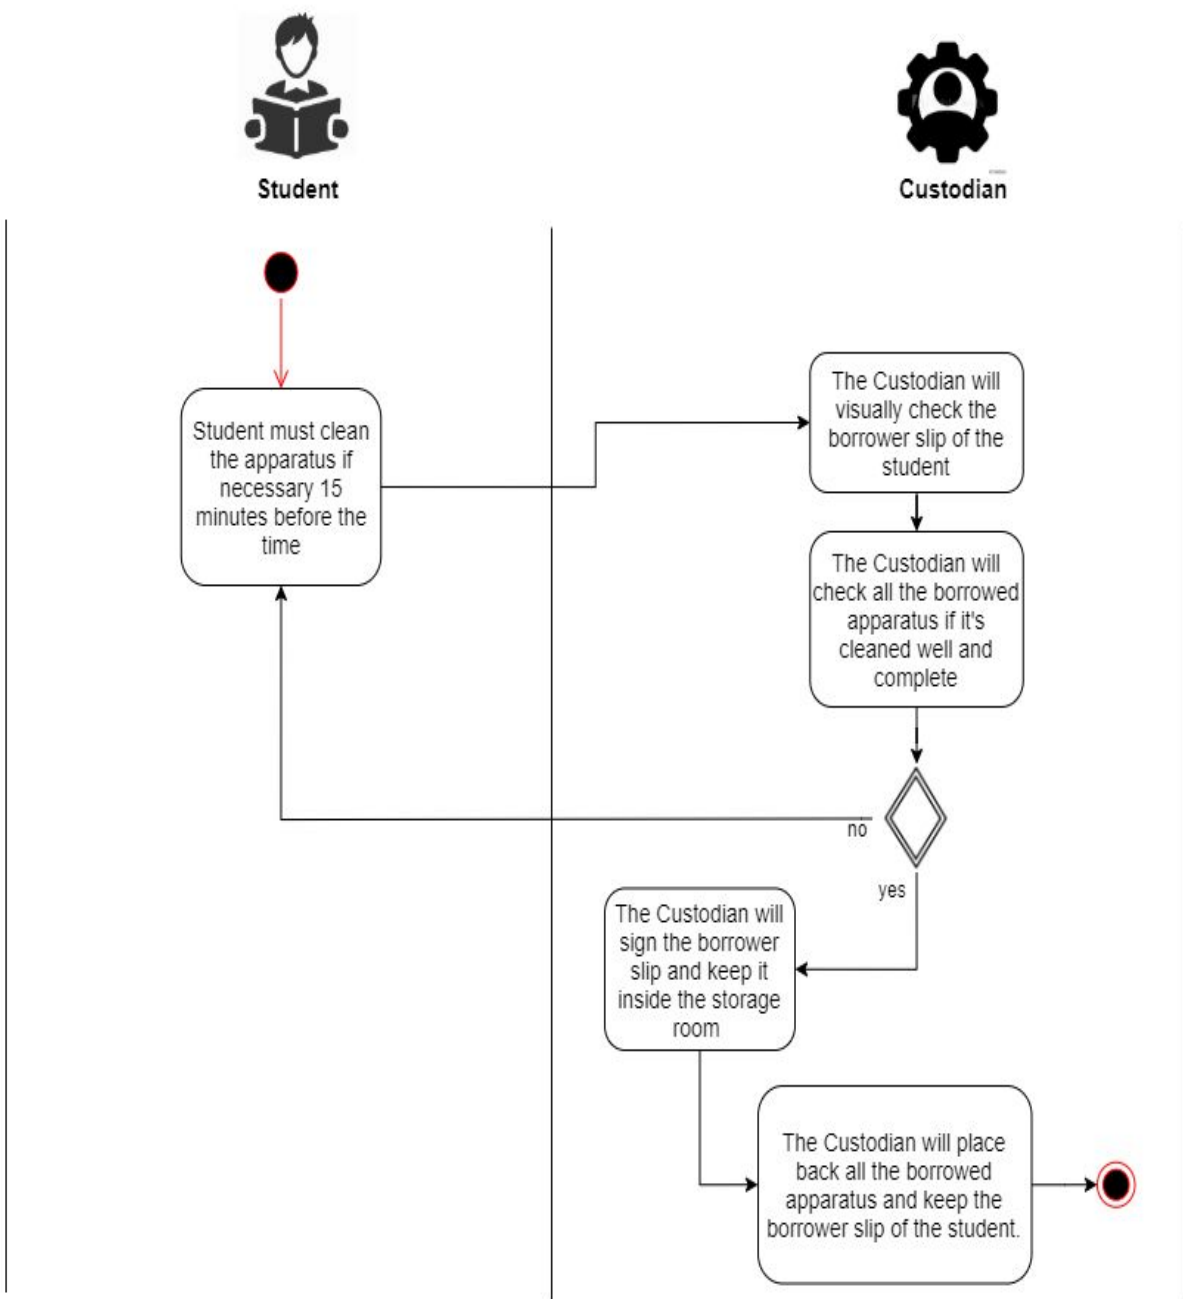 Student
Custodian
Student must clean
the apparatus if
necessary 15
minutes before the
time
The Custodian will
visually check the
borrower slip of the
student
The Custodian will
check all the borrowed
apparatus if it's
cleaned well and
complete
no
yes
The Custodian will
sign the borrower
slip and keep it
inside the storage
room
The Custodian will place
back all the borrowed
apparatus and keep the
borrower slip of the student.